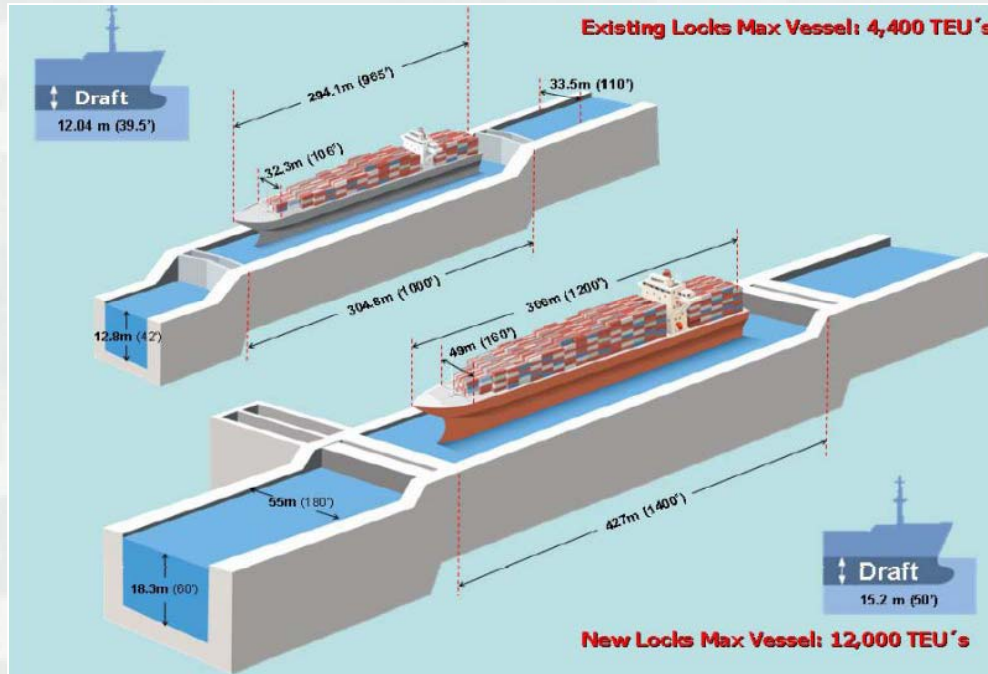 Existing Locks Max Vessel: 4,400 TEU´s
Draft
12.04 m (39.5')
294.1m (965')
33.5m (110')
32.3m (106')
304.8m (1000')
12.8m (42')
366m (1200')
49m (160')
55m (180')
427m (1400')
18.3m (60')
Draft
15.2 m (50')
New Locks Max Vessel: 12,000 TEU´s